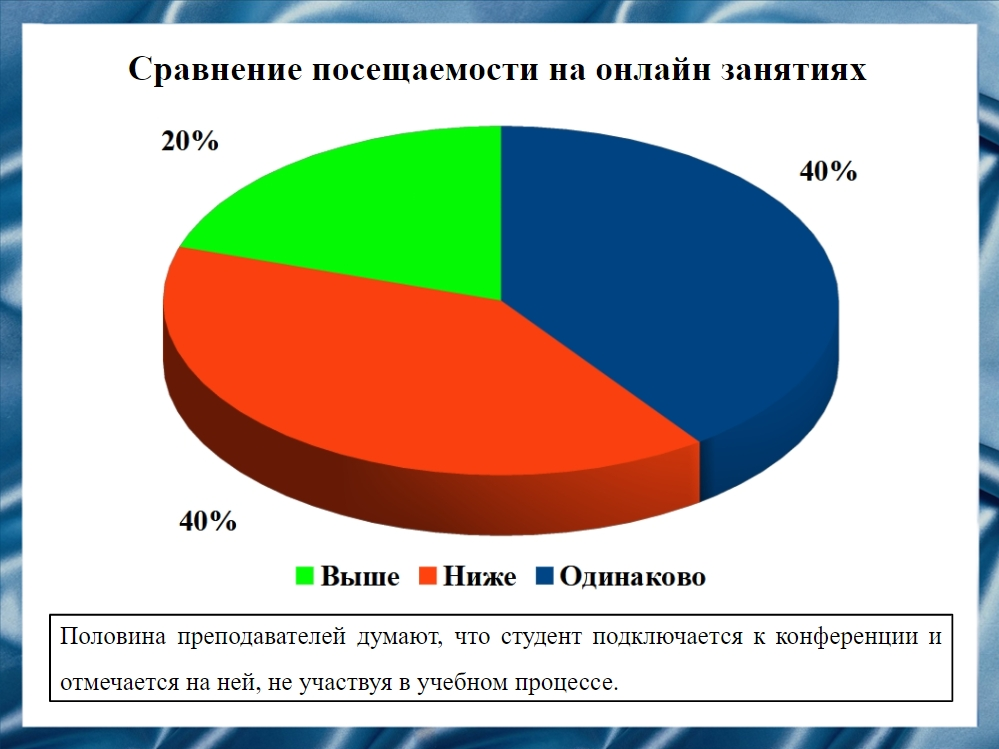 Сравнение посещаемости на онлайн занятиях
20%
40%
40%
Выше Ниже Одинаково
Половина преподавателей думают, что студент подключается к конференции и
отмечается на ней, не участвуя в учебном процессе.